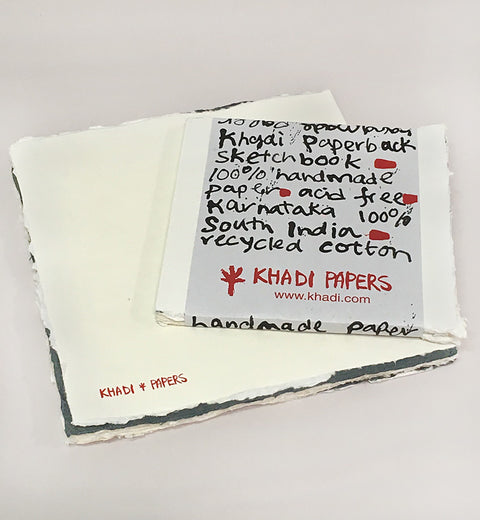 Khadi paperback
sketchbook
100% handmade
paper acid free
Karnataka 100%
South India
recycled cotton
KHADI PAPERS
www.khadi.com
handmade paper
KHADI * PAPERS